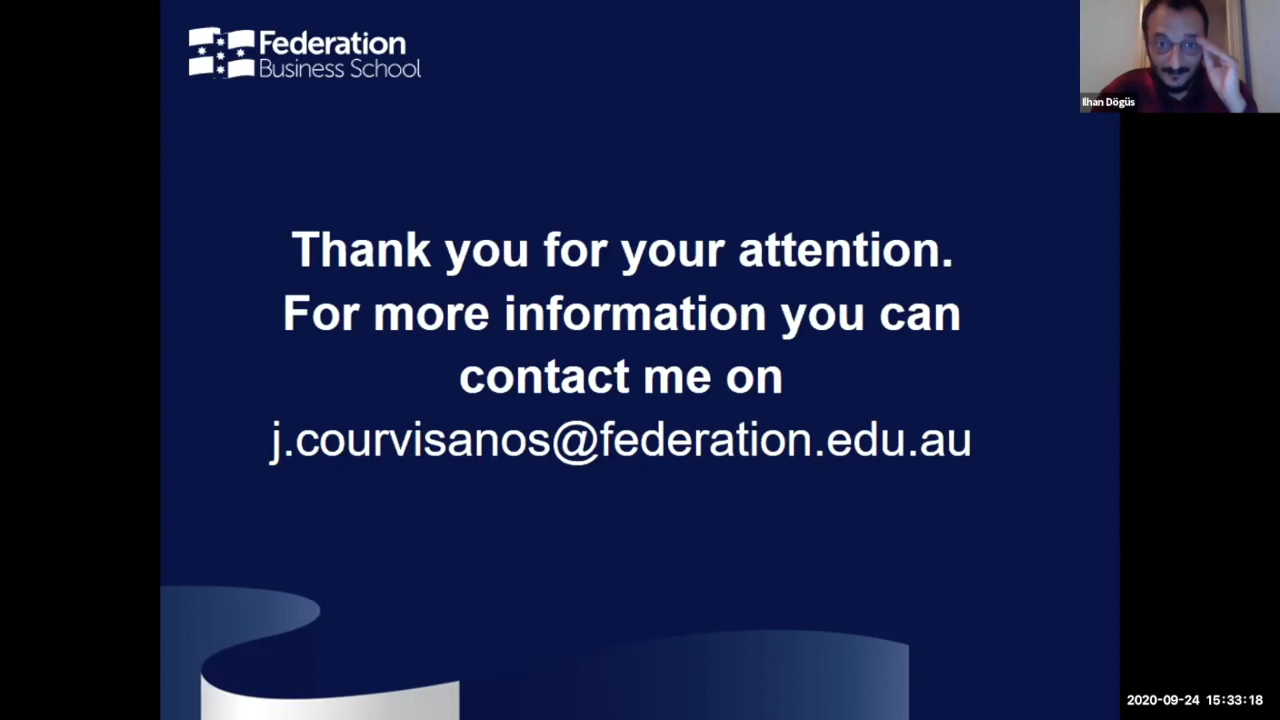 Federation
Business School
Ilhan Dögüs
Thank you for your attention.
For more information you can
contact me on
j.courvisanos@federation.edu.au
2020-09-24 15:33:18